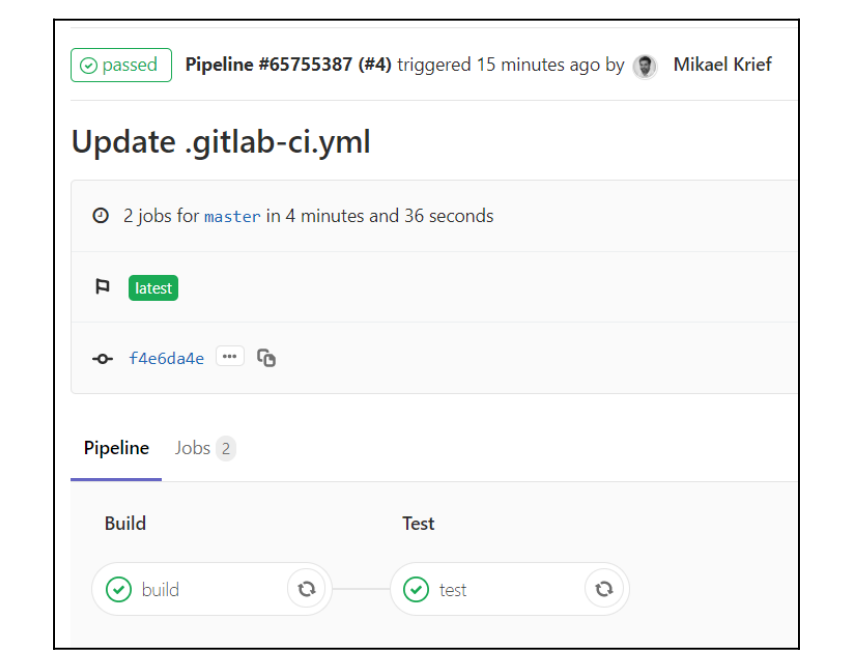 passed Pipeline #65755387 (#4) triggered 15 minutes ago by Mikael Krief
Update .gitlab-ci.yml
2 jobs for master in 4 minutes and 36 seconds
latest
f4e6da4e ...
Pipeline Jobs 2
Build Test
build test